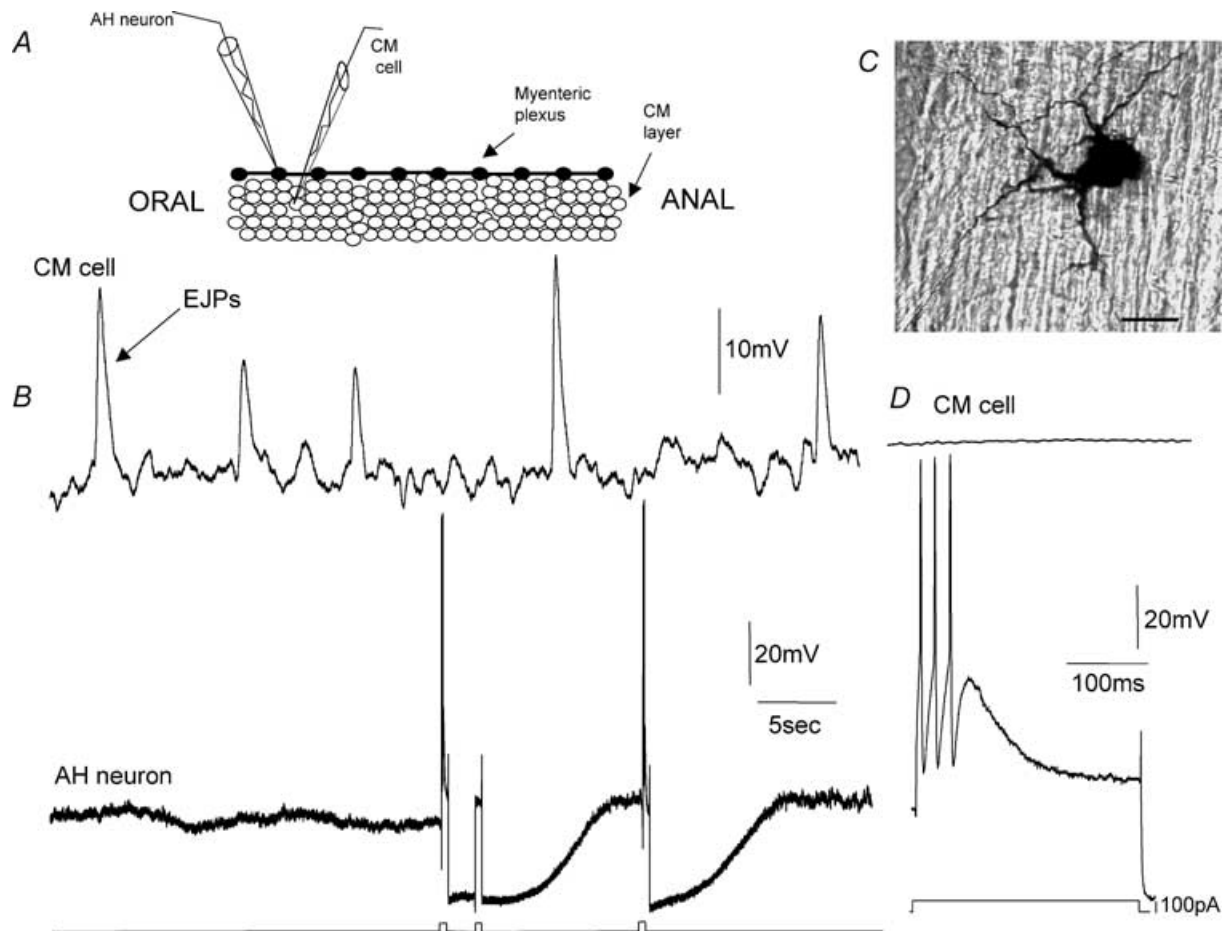 A
AH neuron
CM
cell
Myenteric
plexus
CM
layer
ORAL
ANAL
C
CM cell
EJPs
10mV
B
20mV
5sec
AH neuron
D
CM cell
20mV
100ms
100pA